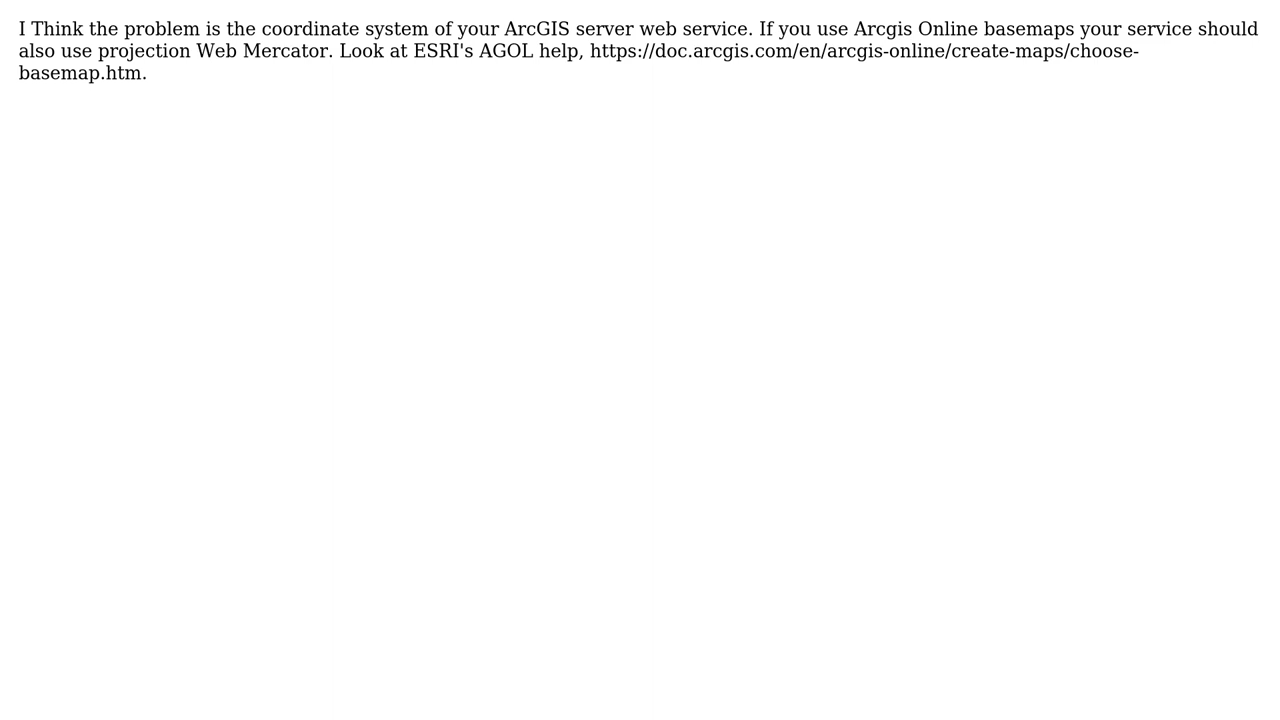 I Think the problem is the coordinate system of your ArcGIS server web service. If you use Arcgis Online basemaps your service should
also use projection Web Mercator. Look at ESRI's AGOL help, https://doc.arcgis.com/en/arcgis-online/create-maps/choose-
basemap.htm.